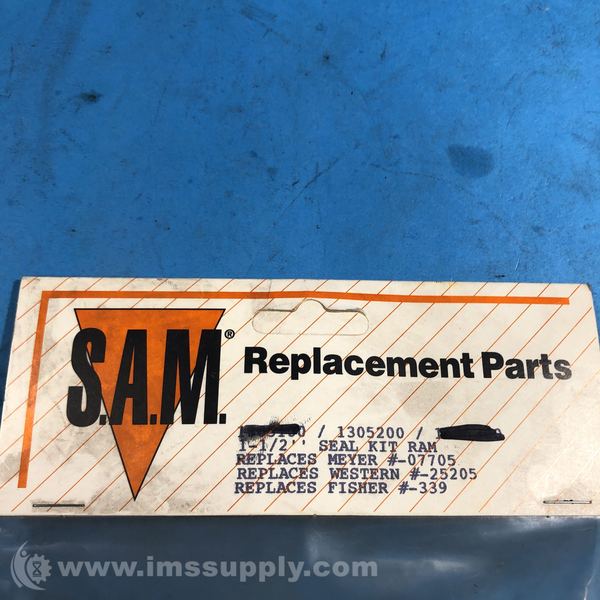 S.A.M.®
Replacement Parts
/ 1305200 /
1-1/2'' SEAL KIT RAM
REPLACES MEYER #-07705
REPLACES WESTERN #-25205
REPLACES FISHER #-339
www.imssupply.com